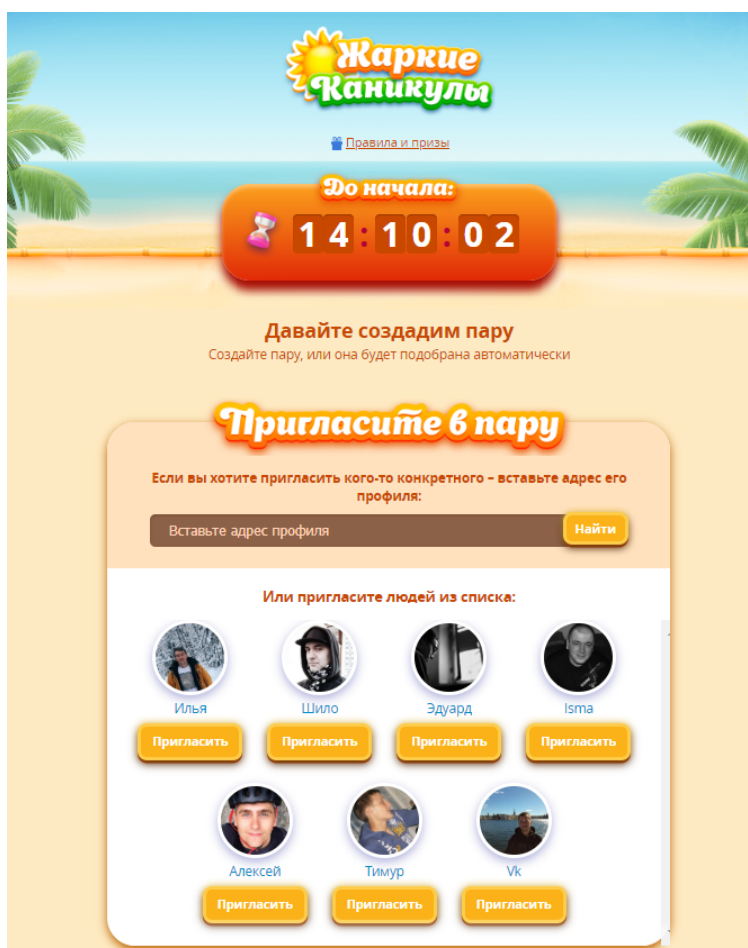 Жаркие
Каникулы
Правила и призы
До начала:
14:10:02
Давайте создадим пару
Создайте пару, или она будет подобрана автоматически
Пригласите в пару
Если вы хотите пригласить кого-то конкретного – вставьте адрес его
профиля:
Вставьте адрес профиля
Найти
Или пригласите людей из списка:
Илья Шило Эдуард Isma
Пригласить Пригласить Пригласить Пригласить
Алексей Тимур Vk
Пригласить Пригласить Пригласить